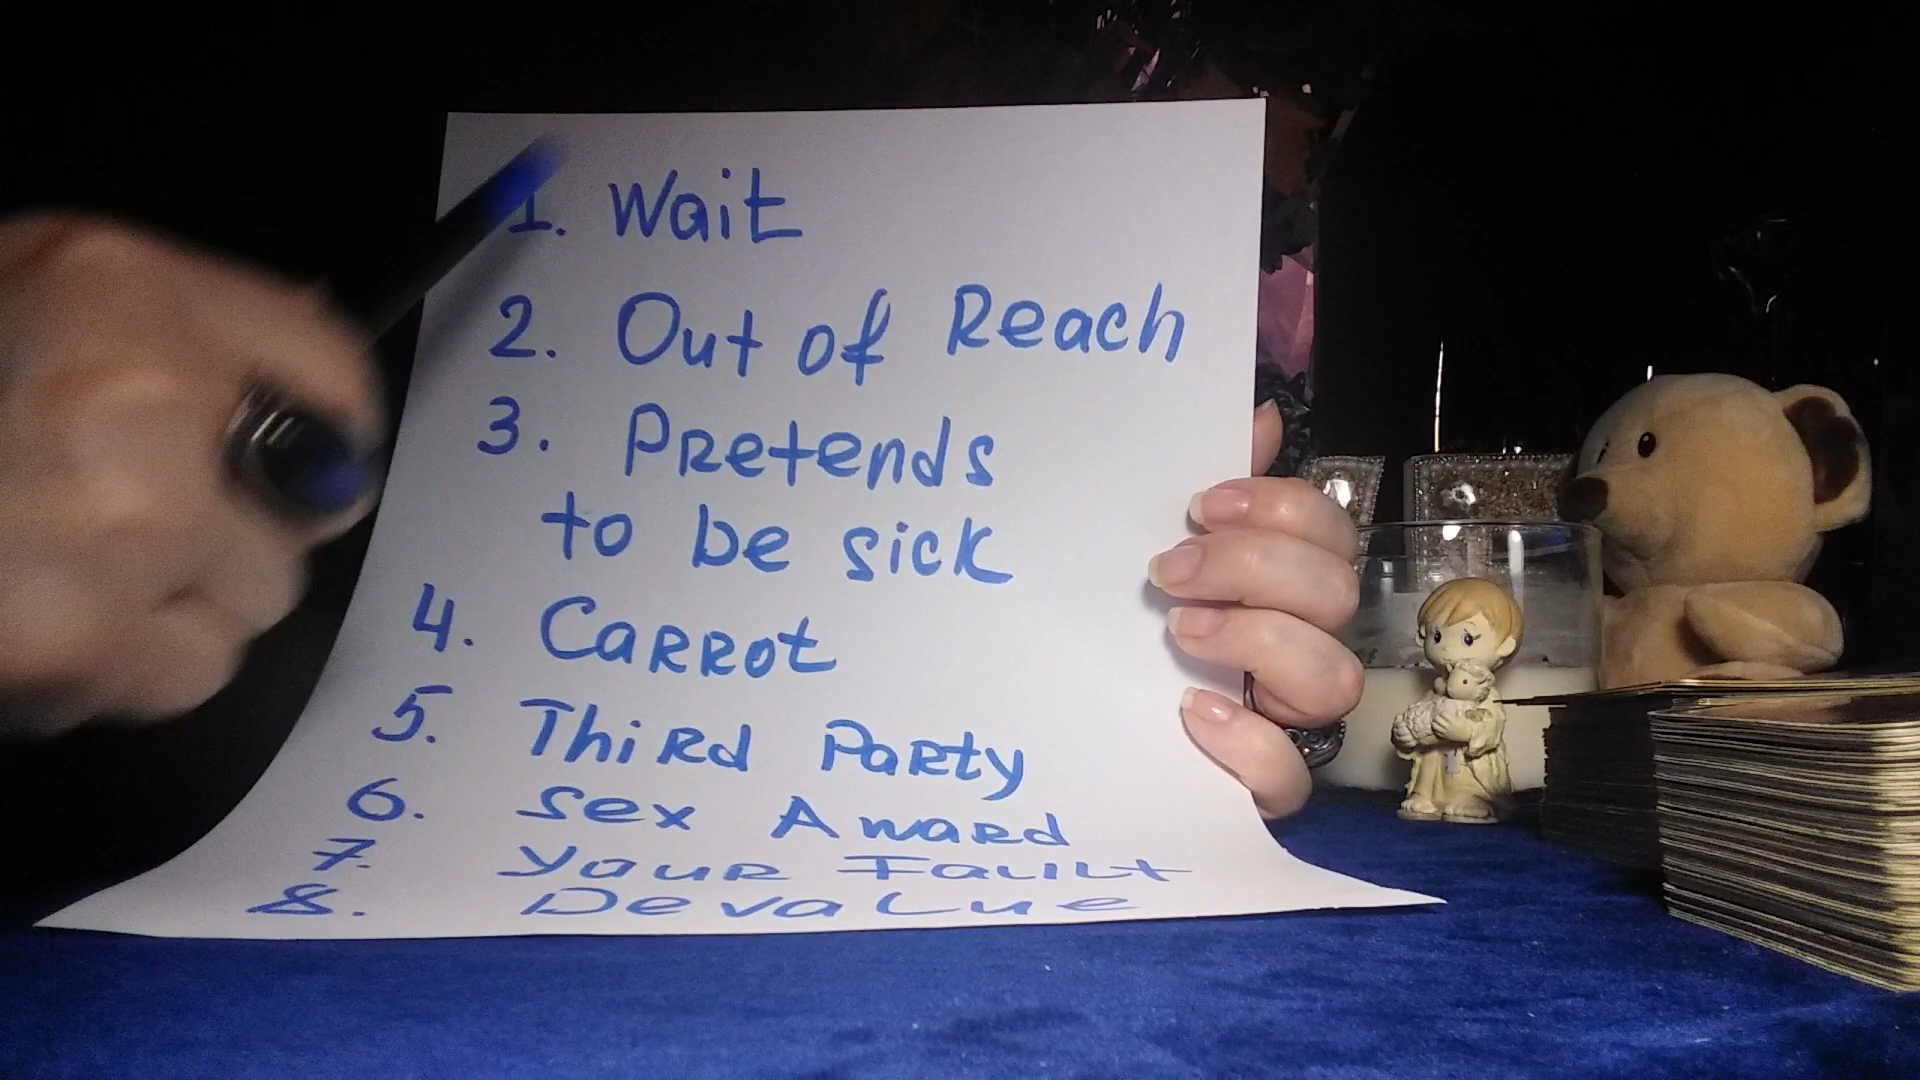 1. Wait
2. Out of Reach
3. Pretends
to be sick
4. Carrot
5. Third Party
6. Sex Award
7. Your Fault
8. Devalue